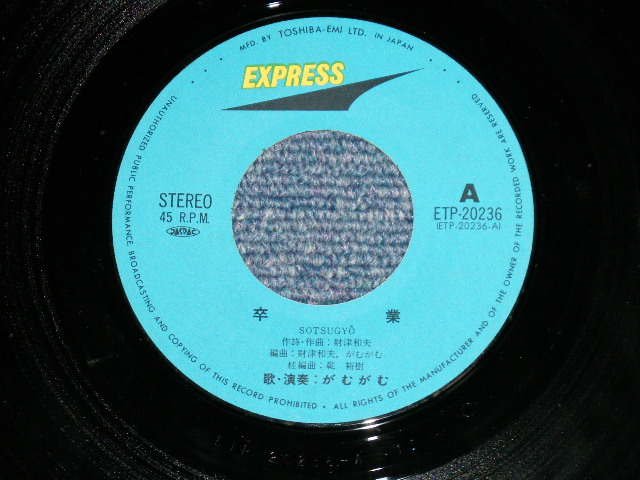 MFD. BY TOSHIBA-EMI LTD. IN JAPAN
EXPRESS
STEREO
45 R.P.M.
JASRAC
A
ETP-20236
(ETP-20236-A)
卒 業
SOTSUGYŌ
作詩・作曲：財津和夫
編曲：財津和夫，がむがむ
絃編曲：乾 裕樹
歌・演奏：がむがむ
UNAUTHORIZED PUBLIC PERFORMANCE, BROADCASTING AND COPYING OF THIS RECORD PROHIBITED • ALL RIGHTS OF THE MANUFACTURER AND OF THE OWNER OF THE RECORDED WORK ARE RESERVED